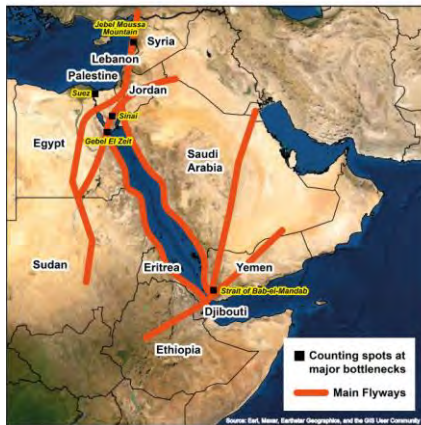 Jebel Moussa
Mountain
Syria
Lebanon
Palestine
Jordan
Suez
Sinai
Egypt
Gebel El Zeit
Saudi
Arabia
Sudan
Eritrea
Yemen
Strait of Bab-el-Mandab
Djibouti
Ethiopia
Counting spots at
major bottlenecks
Main Flyways
Source: Esri, Maxar, Earthstar Geographics, and the GIS User Community